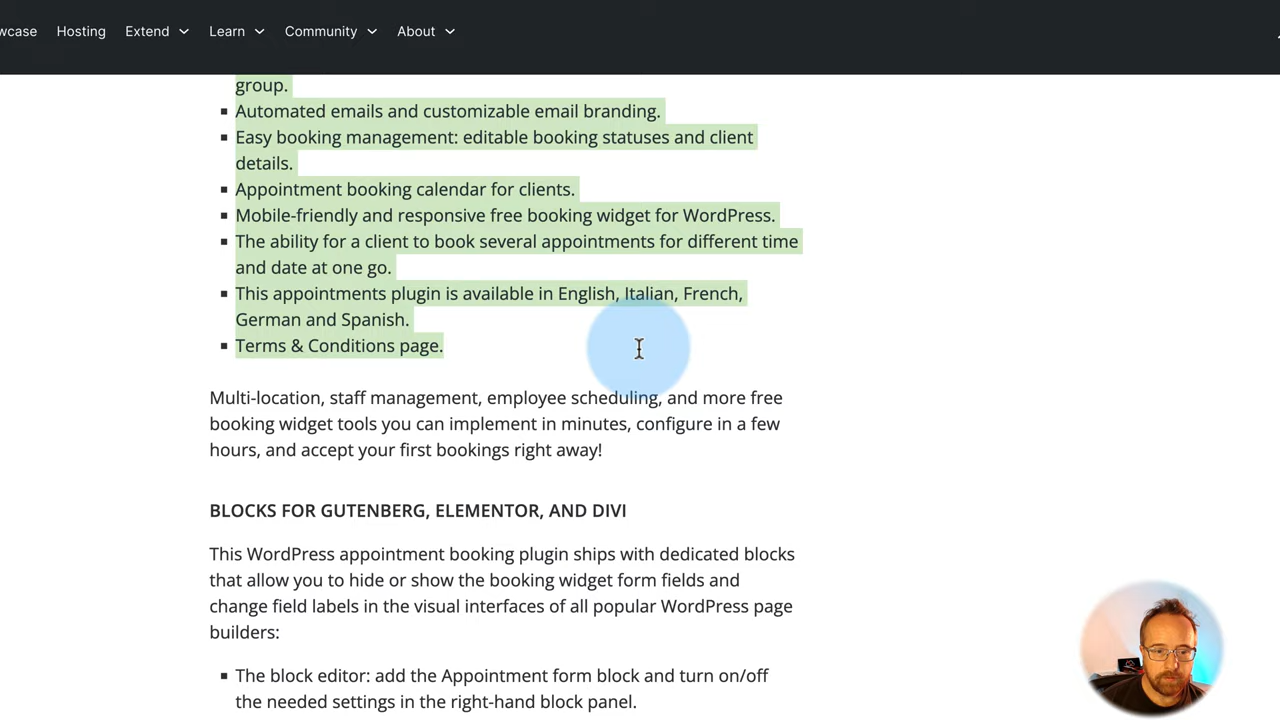 wcase Hosting Extend Learn Community About
group.
Automated emails and customizable email branding.
Easy booking management: editable booking statuses and client
details.
Appointment booking calendar for clients.
Mobile-friendly and responsive free booking widget for WordPress.
The ability for a client to book several appointments for different time
and date at one go.
This appointments plugin is available in English, Italian, French,
German and Spanish.
Terms & Conditions page.
Multi-location, staff management, employee scheduling, and more free
booking widget tools you can implement in minutes, configure in a few
hours, and accept your first bookings right away!
BLOCKS FOR GUTENBERG, ELEMENTOR, AND DIVI
This WordPress appointment booking plugin ships with dedicated blocks
that allow you to hide or show the booking widget form fields and
change field labels in the visual interfaces of all popular WordPress page
builders:
The block editor: add the Appointment form block and turn on/off
the needed settings in the right-hand block panel.